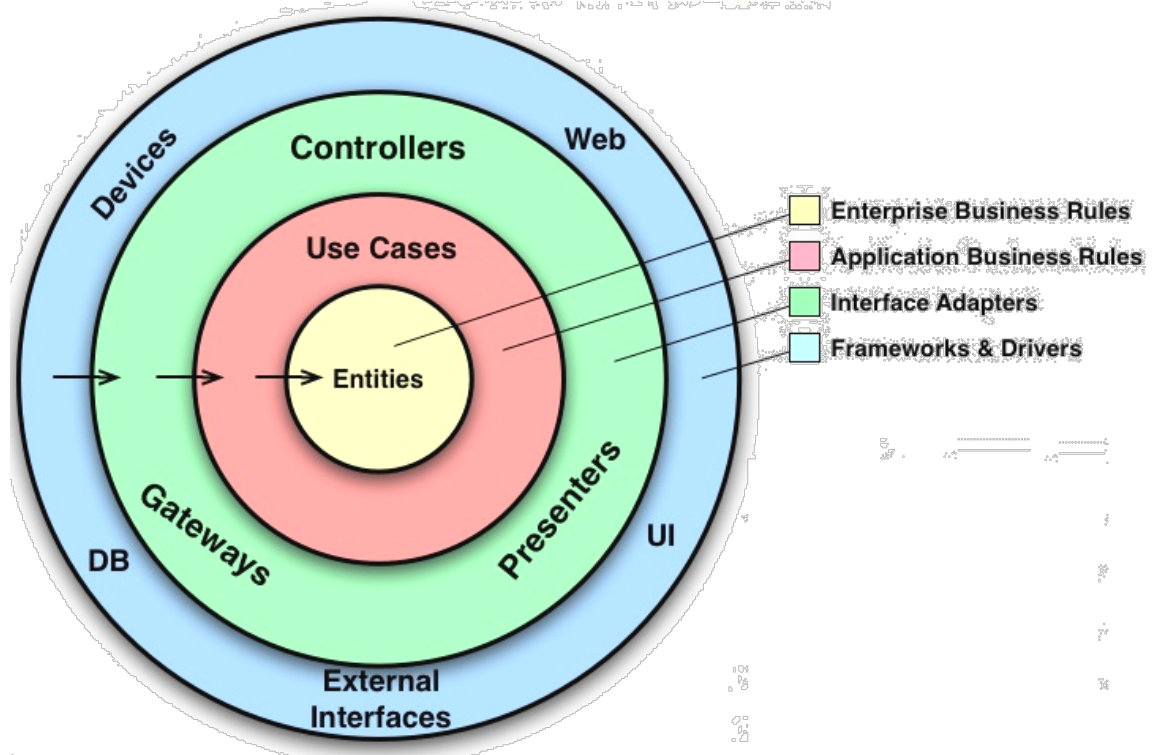 Devices
Controllers
Web
Use Cases
Entities
Gateways
Presenters
DB
UI
External
Interfaces
Enterprise Business Rules
Application Business Rules
Interface Adapters
Frameworks & Drivers